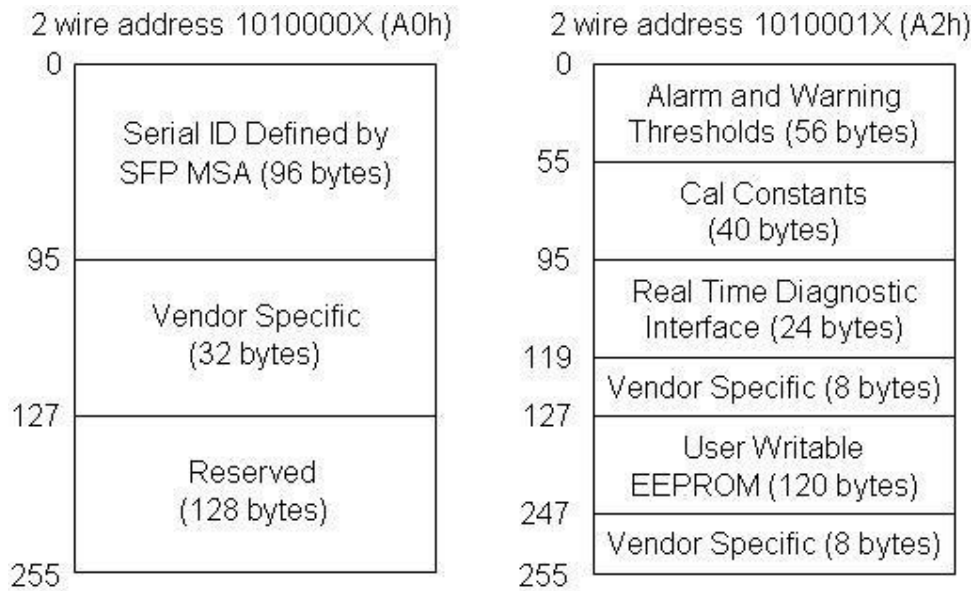 2 wire address 1010000X (A0h)
0
Serial ID Defined by
SFP MSA (96 bytes)
95
Vendor Specific
(32 bytes)
127
Reserved
(128 bytes)
255
2 wire address 1010001X (A2h)
0
Alarm and Warning
Thresholds (56 bytes)
55
Cal Constants
(40 bytes)
95
Real Time Diagnostic
Interface (24 bytes)
119
Vendor Specific (8 bytes)
127
User Writable
EEPROM (120 bytes)
247
Vendor Specific (8 bytes)
255